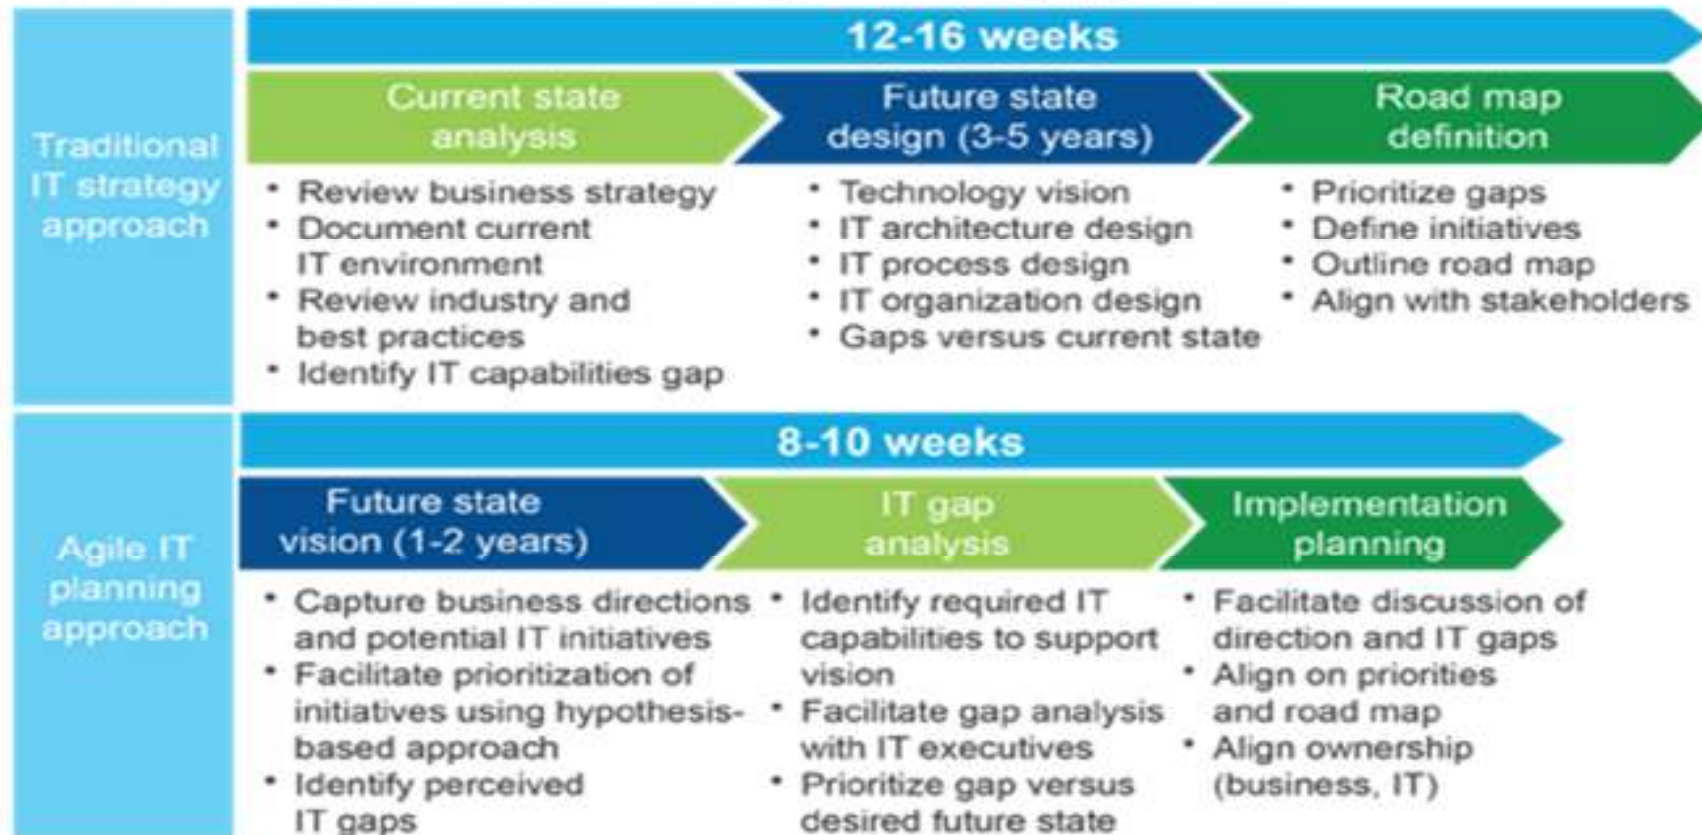 Traditional
IT strategy
approach
12-16 weeks
Current state
analysis
• Review business strategy
• Document current
IT environment
• Review industry and
best practices
• Identify IT capabilities gap
Future state
design (3-5 years)
• Technology vision
• IT architecture design
• IT process design
• IT organization design
• Gaps versus current state
Road map
definition
• Prioritize gaps
• Define initiatives
• Outline road map
• Align with stakeholders
Agile IT
planning
approach
8-10 weeks
Future state
vision (1-2 years)
• Capture business directions
and potential IT initiatives
• Facilitate prioritization of
initiatives using hypothesis-
based approach
• Identify perceived
IT gaps
IT gap
analysis
• Identify required IT
capabilities to support
vision
• Facilitate gap analysis
with IT executives
• Prioritize gap versus
desired future state
Implementation
planning
• Facilitate discussion of
direction and IT gaps
• Align on priorities
and road map
• Align ownership
(business, IT)